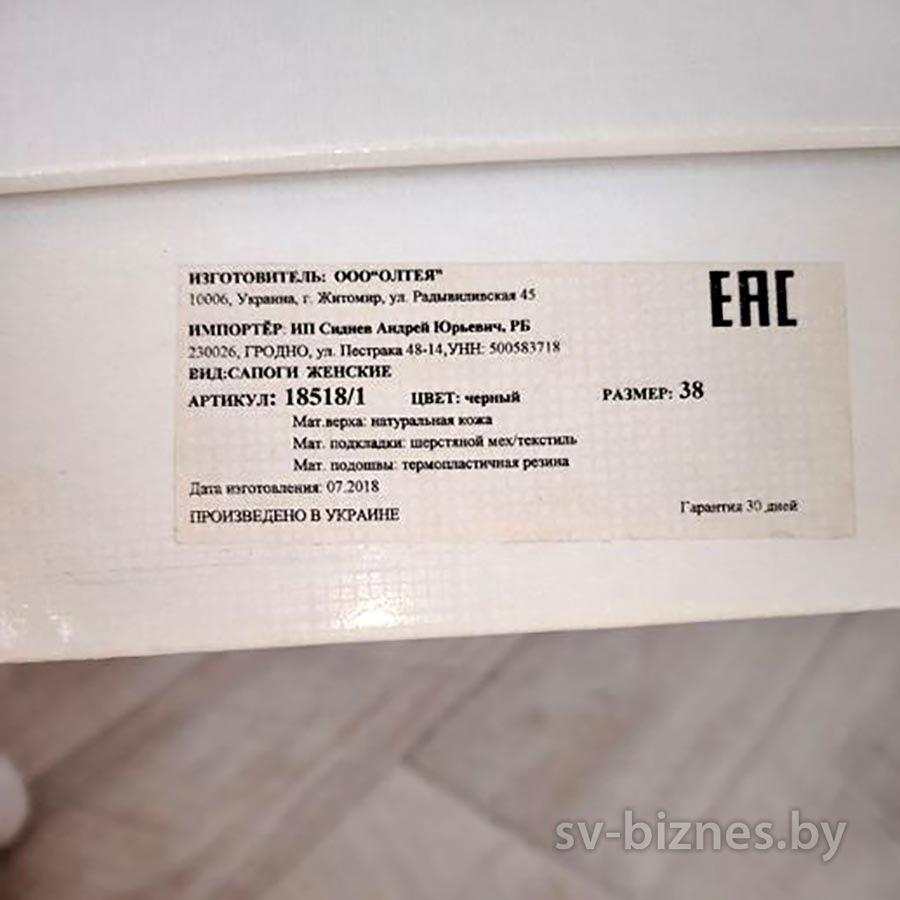 ИЗГОТОВИТЕЛЬ: ООО"ОЛТЕЯ"
10006, Украина, г. Житомир, ул. Радывиливская 45
ЕАС
ИМПОРТЁР: ИП Сиднев Андрей Юрьевич, РБ
230026, ГРОДНО, ул. Пестрака 48-14,УНН: 500583718
ВИД:САПОГИ ЖЕНСКИЕ
АРТИКУЛ: 18518/1 ЦВЕТ: черный РАЗМЕР: 38
Мат.верха: натуральная кожа
Мат. подкладки: шерстяной мех/текстиль
Мат. подошвы: термопластичная резина
Дата изготовления: 07.2018
ПРОИЗВЕДЕНО В УКРАИНЕ
Гарантия 30 дней
sv-biznes.by